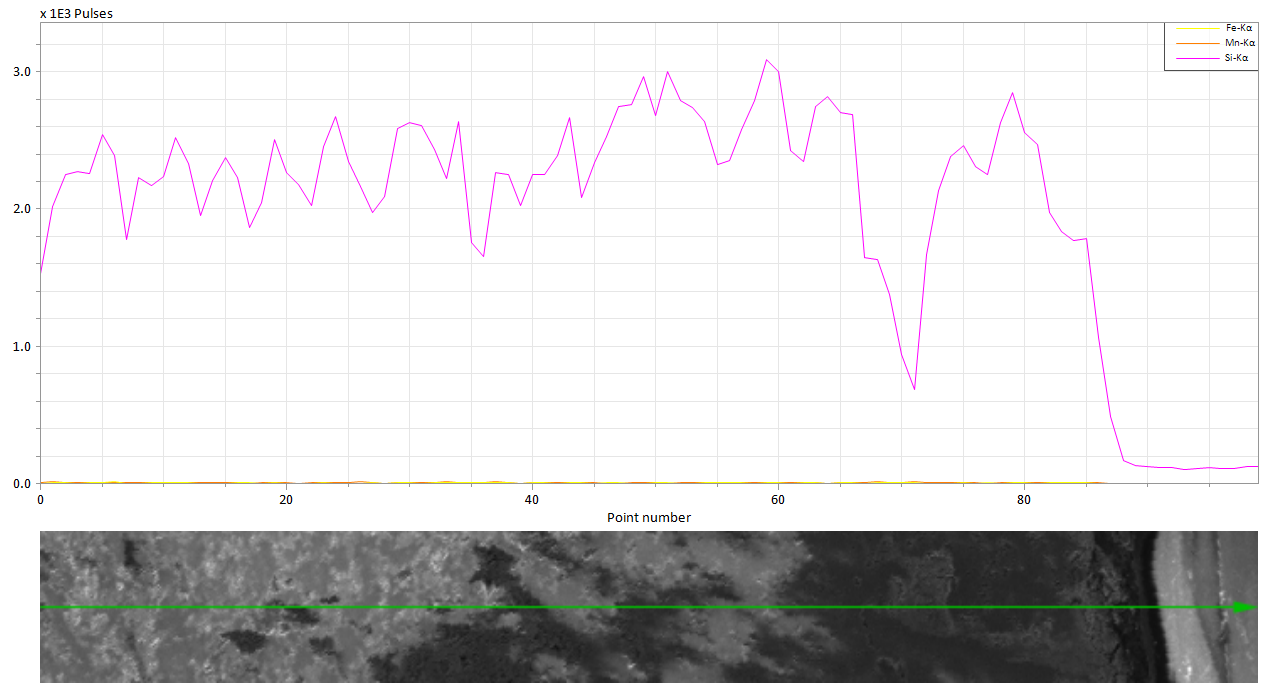 x 1E3 Pulses
Fe-Kα
Mn-Kα
Si-Kα
3.0
2.0
1.0
0.0
0 20 40 60 80
Point number